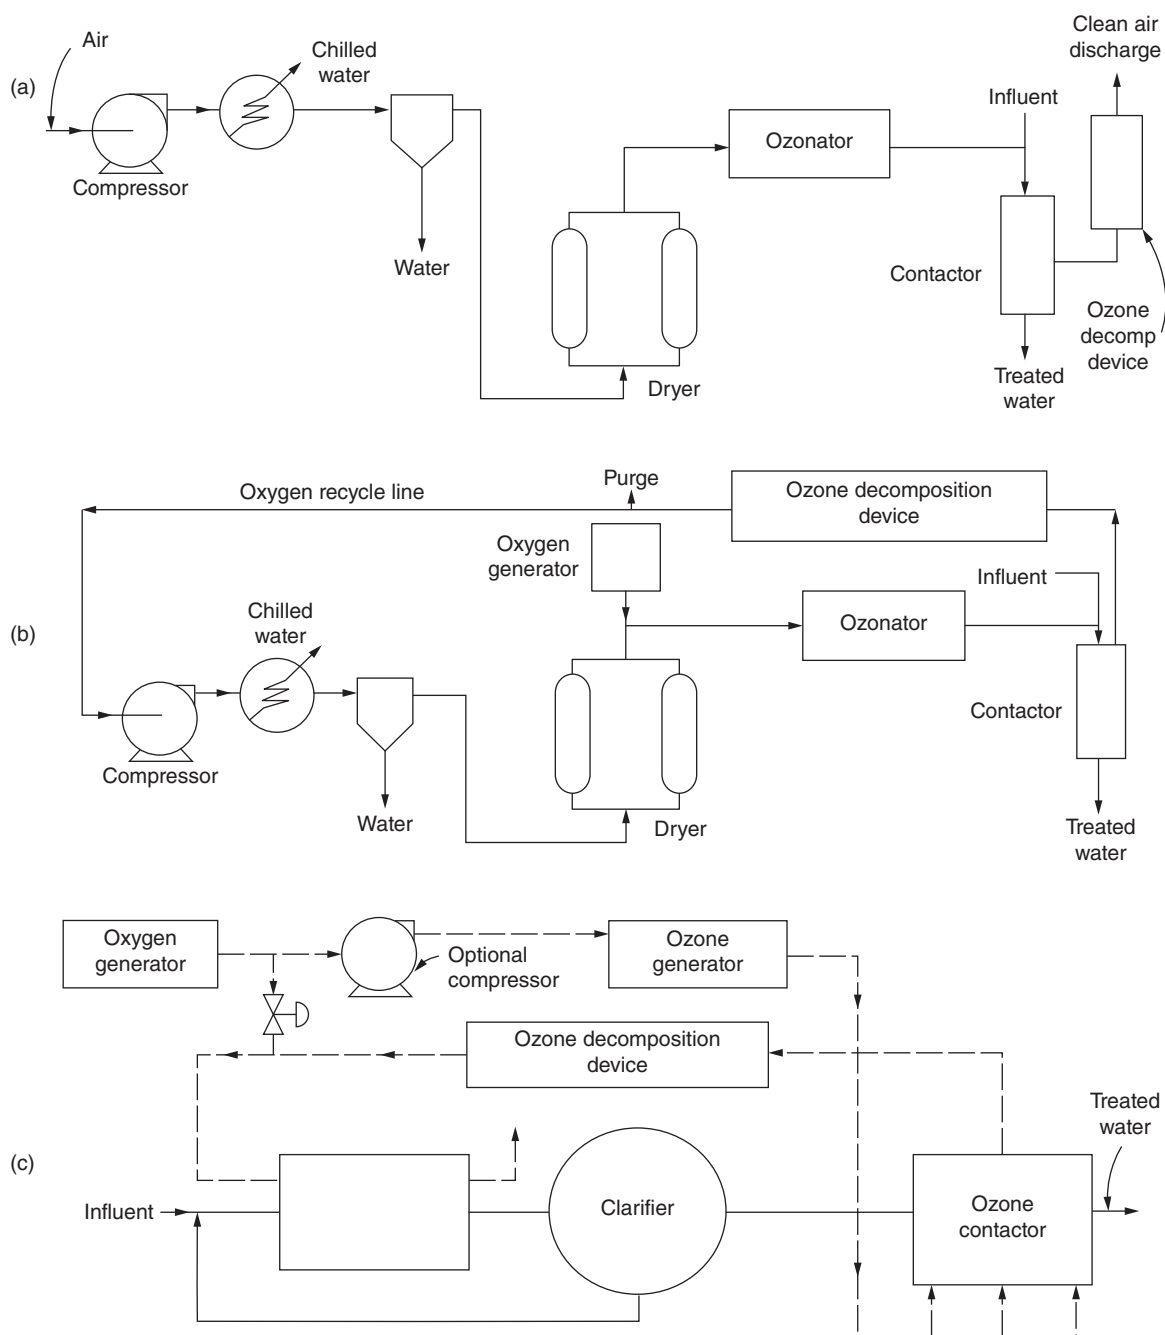 (a)
Air
Compressor
Chilled
water
Water
Dryer
Ozonator
Influent
Contactor
Treated
water
Clean air
discharge
Ozone
decomp
device
(b)
Oxygen recycle line
Purge
Ozone decomposition
device
Oxygen
generator
Influent
Chilled
water
Ozonator
Compressor
Water
Dryer
Contactor
Treated
water
(c)
Oxygen
generator
Optional
compressor
Ozone
generator
Ozone decomposition
device
Influent
Clarifier
Ozone
contactor
Treated
water